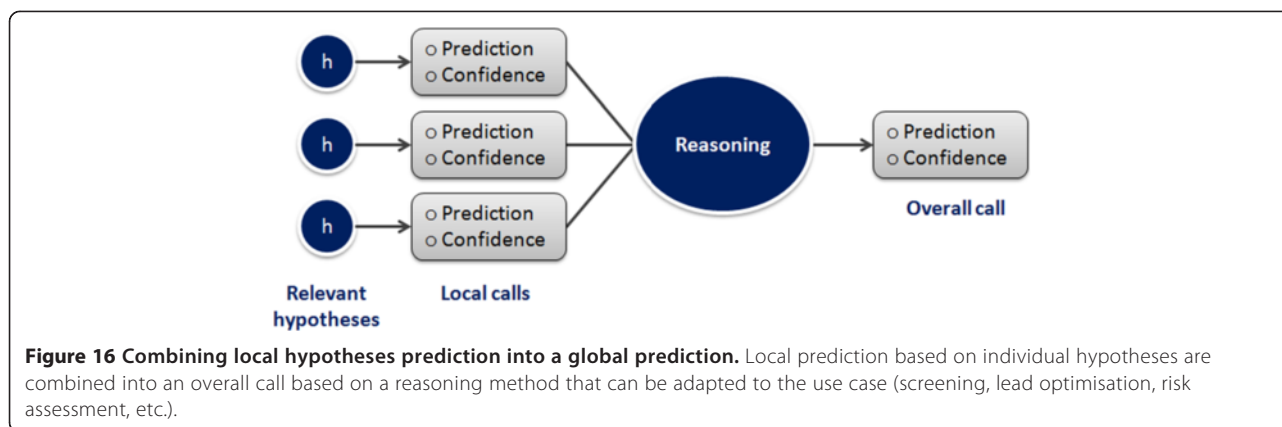 h
○ Prediction
○ Confidence
h
○ Prediction
○ Confidence
h
○ Prediction
○ Confidence
Reasoning
○ Prediction
○ Confidence
Overall call
Relevant
hypotheses
Local calls
Figure 16 Combining local hypotheses prediction into a global prediction. Local prediction based on individual hypotheses are
combined into an overall call based on a reasoning method that can be adapted to the use case (screening, lead optimisation, risk
assessment, etc.).